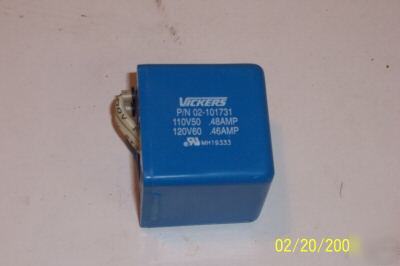 VICKERS
P/N 02-101731
110V50 .48AMP
120V60 .46AMP
MH19333
02/20/200